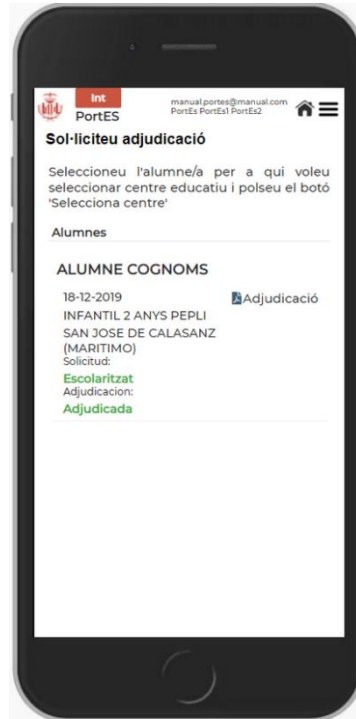 Int
PortES
manual.portes@manual.com
PortEs PortEs1 PortEs2
Sol·liciteu adjudicació
Seleccioneu l'alumne/a per a qui voleu
seleccionar centre educatiu i polseu el botó
'Selecciona centre'
Alumnes
ALUMNE COGNOMS
18-12-2019
Adjudicació
INFANTIL 2 ANYS PEPLI
SAN JOSE DE CALASANZ
(MARITIMO)
Solicitud:
Escolaritzat
Adjudicacion:
Adjudicada